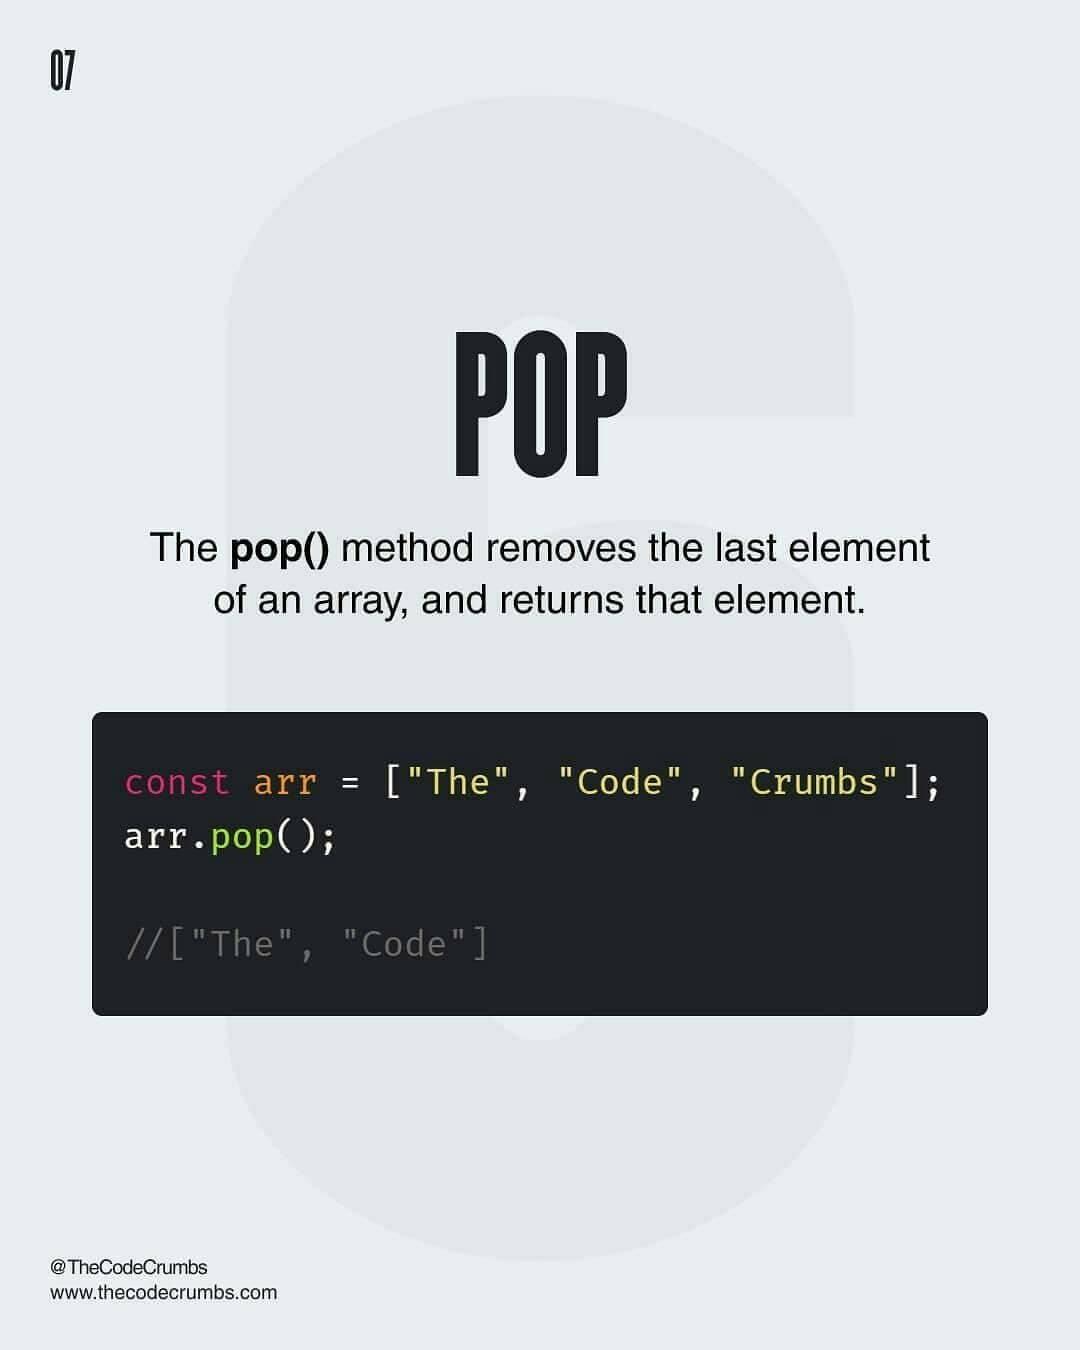 07
POP
The pop() method removes the last element
of an array, and returns that element.
const arr = ["The", "Code", "Crumbs"];
arr.pop();
//["The", "Code"]
@TheCodeCrumbs
www.thecodecrumbs.com